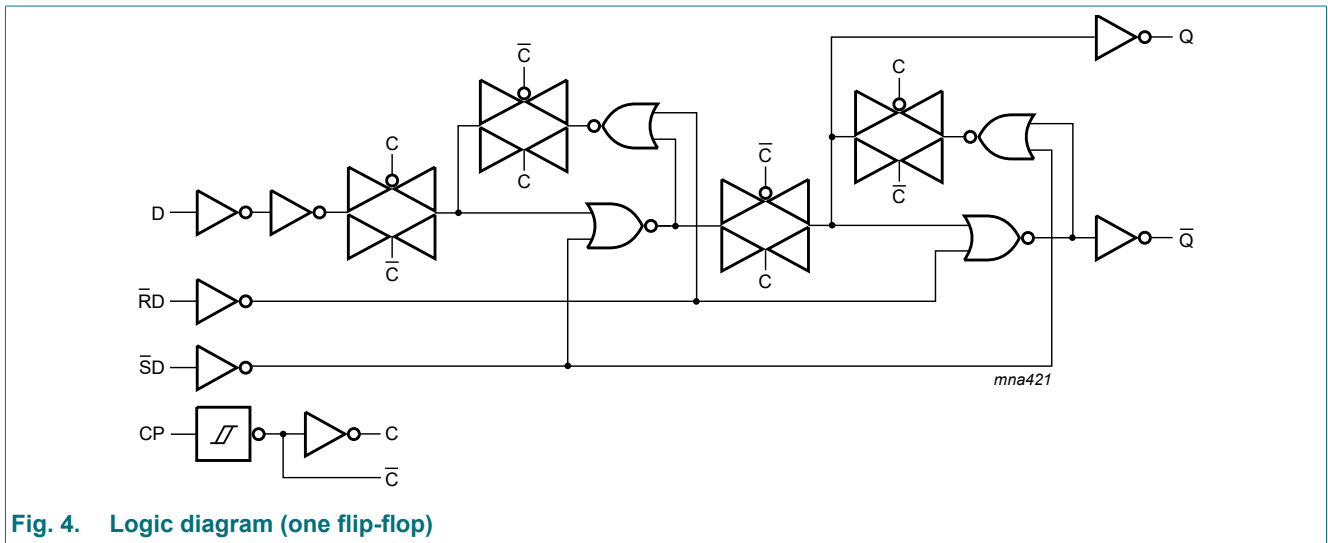 Q
C̅
C
C
C̅
C
C
C̅
D
C̅
C̅
C
Q̅
R̅D
S̅D
mna421
CP
C
C̅
Fig. 4. Logic diagram (one flip-flop)